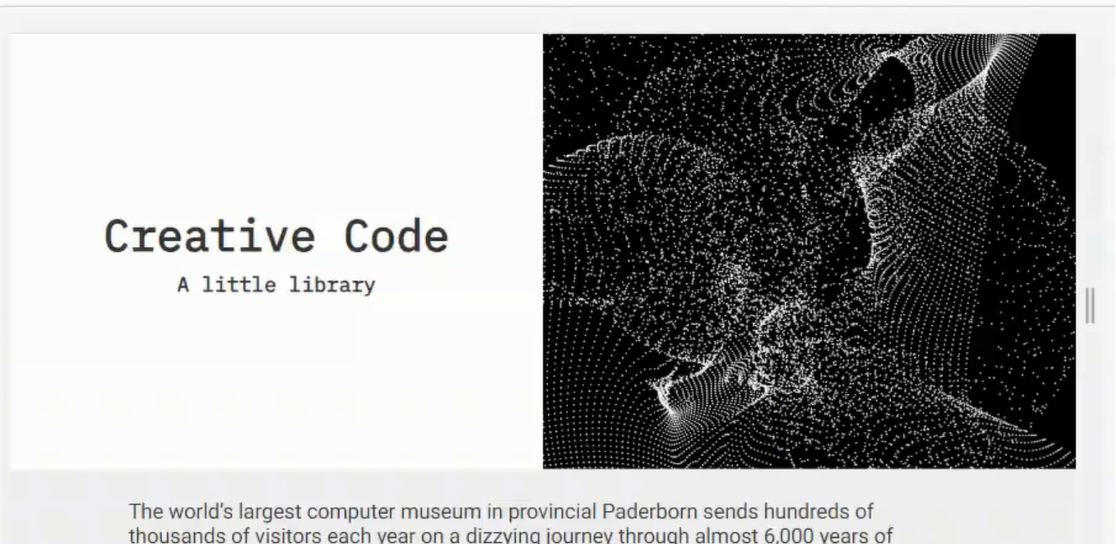 Creative Code
A little library
The world's largest computer museum in provincial Paderborn sends hundreds of
thousands of visitors each year on a dizzying journey through almost 6,000 years of